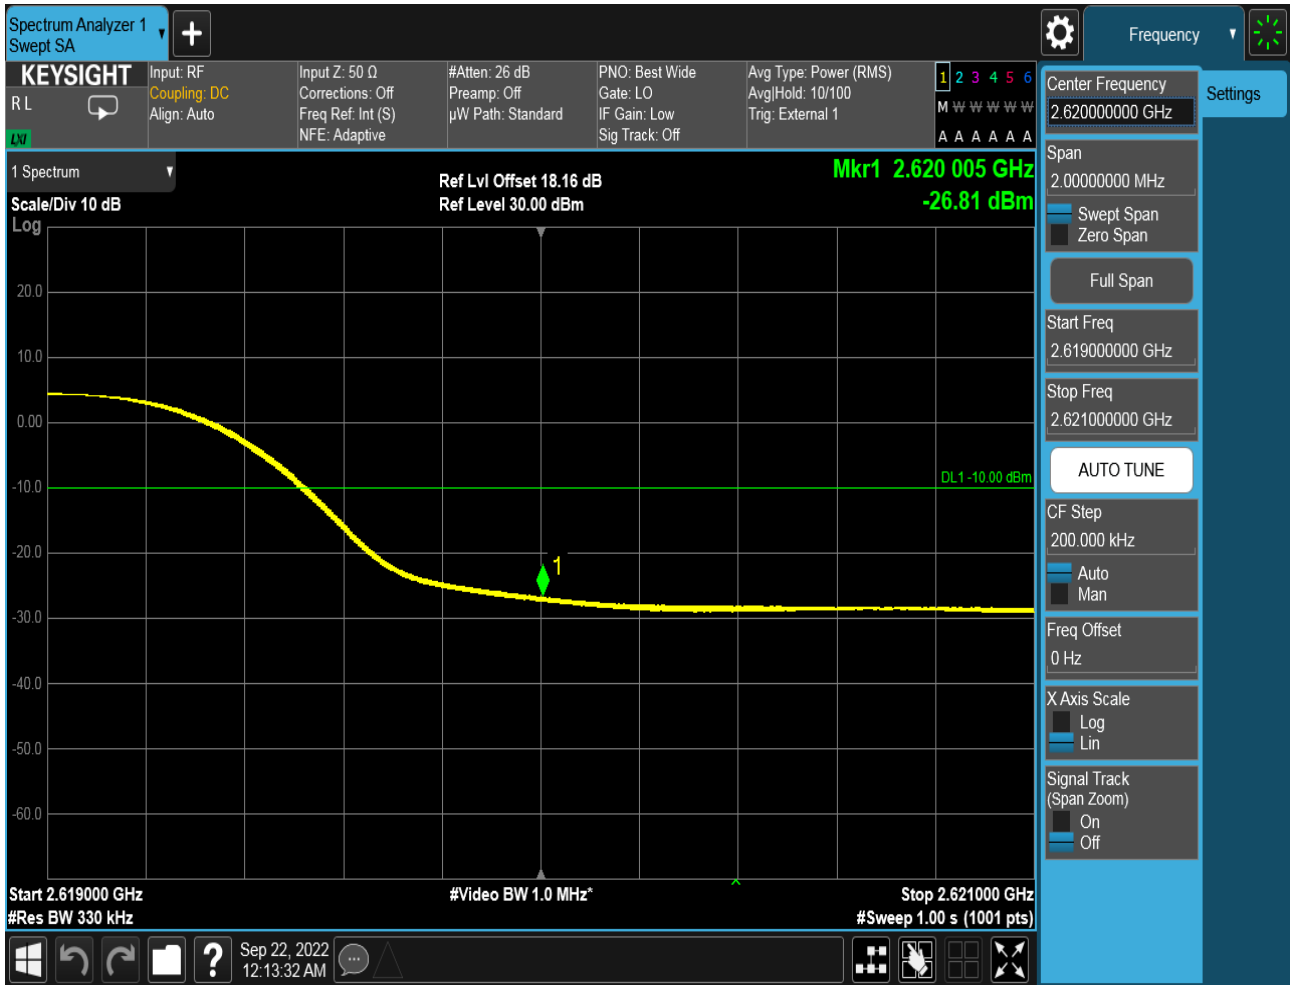 Spectrum Analyzer 1
Swept SA
+
Frequency
KEYSIGHT
R L
LXI
Input: RF
Coupling: DC
Align: Auto
Input Z: 50 Ω
Corrections: Off
Freq Ref: Int (S)
NFE: Adaptive
#Atten: 26 dB
Preamp: Off
µW Path: Standard
PNO: Best Wide
Gate: LO
IF Gain: Low
Sig Track: Off
Avg Type: Power (RMS)
Avg|Hold: 10/100
Trig: External 1
1 2 3 4 5 6
M W W W W W
A A A A A A
1 Spectrum
Scale/Div 10 dB
Log
Ref Lvl Offset 18.16 dB
Ref Level 30.00 dBm
Mkr1 2.620 005 GHz
-26.81 dBm
20.0
10.0
0.00
-10.0
-20.0
-30.0
-40.0
-50.0
-60.0
DL1 -10.00 dBm
1
Start 2.619000 GHz
#Res BW 330 kHz
#Video BW 1.0 MHz*
Stop 2.621000 GHz
#Sweep 1.00 s (1001 pts)
Center Frequency
2.620000000 GHz
Span
2.00000000 MHz
Swept Span
Zero Span
Full Span
Start Freq
2.619000000 GHz
Stop Freq
2.621000000 GHz
AUTO TUNE
CF Step
200.000 kHz
Auto
Man
Freq Offset
0 Hz
X Axis Scale
Log
Lin
Signal Track
(Span Zoom)
On
Off
Settings
?
Sep 22, 2022
12:13:32 AM